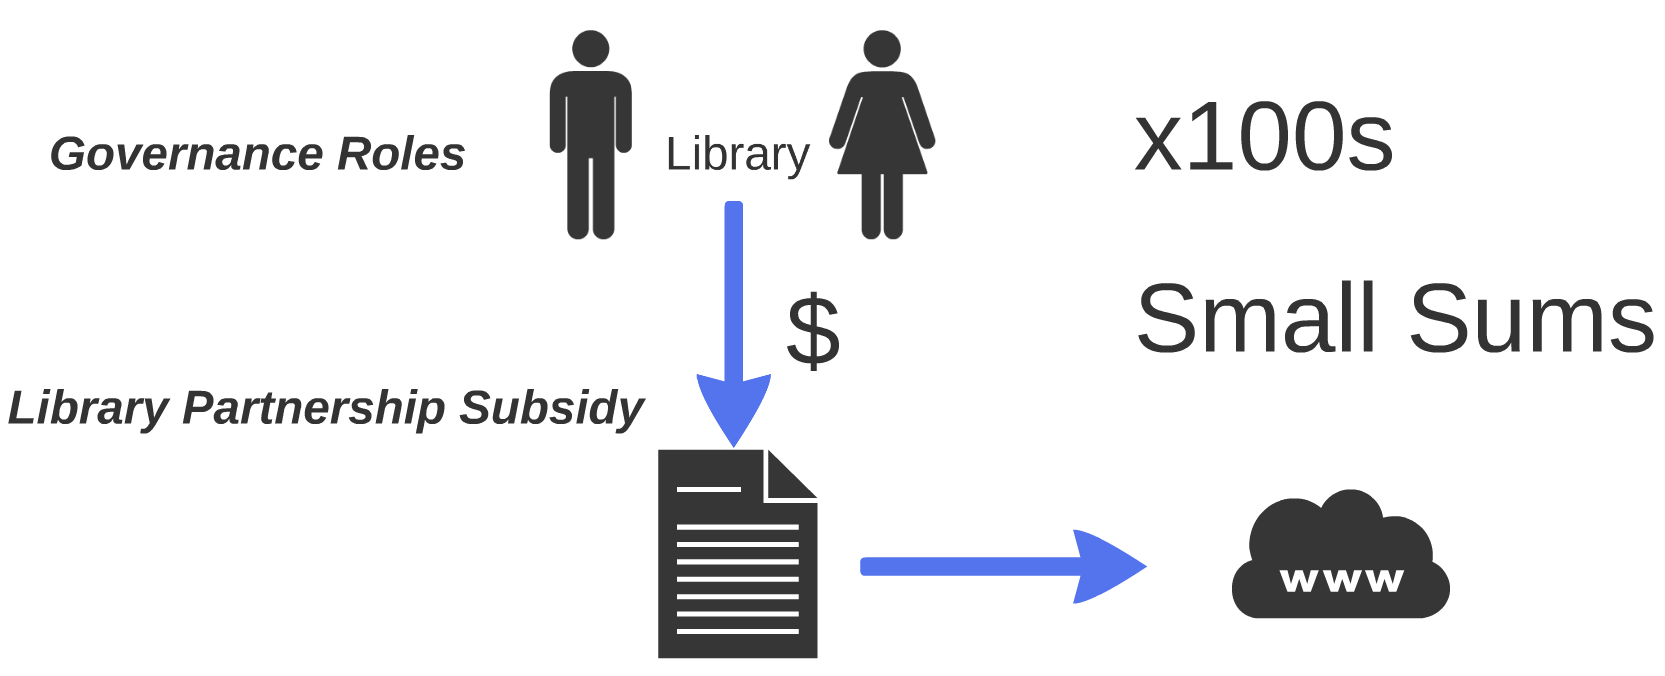 Governance Roles
Library
x100s
$
Small Sums
Library Partnership Subsidy
www